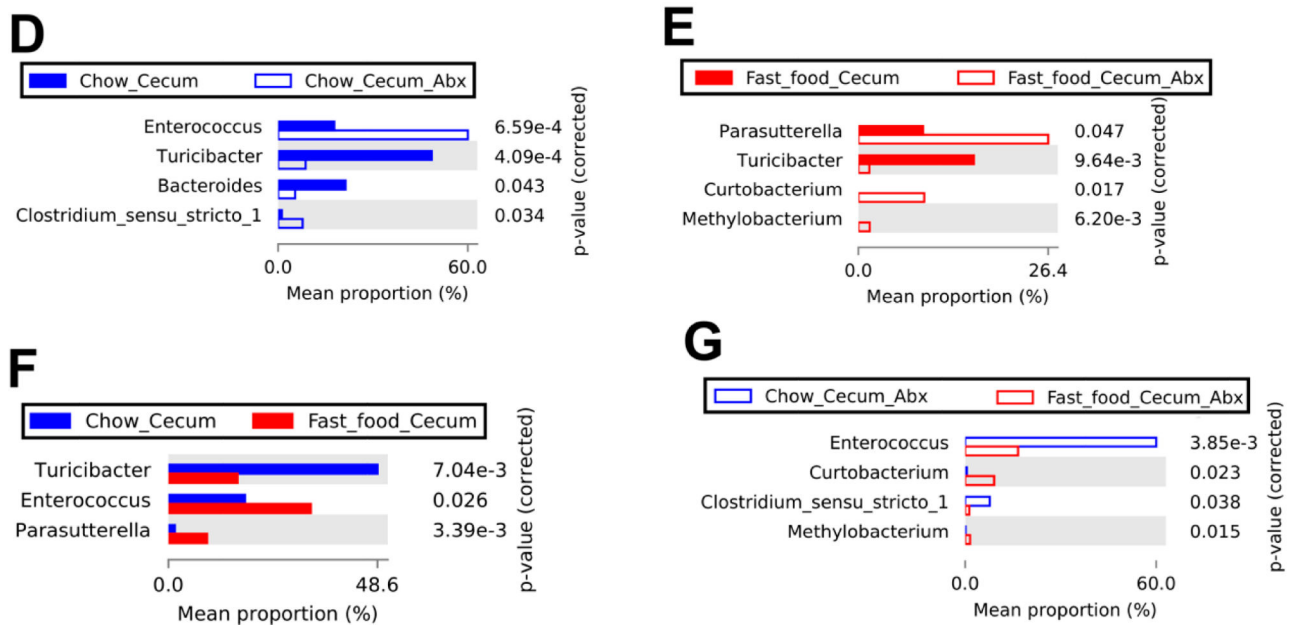 D
Chow_Cecum Chow_Cecum_Abx
Enterococcus 6.59e-4
Turicibacter 4.09e-4
Bacteroides 0.043
Clostridium_sensu_stricto_1 0.034
p-value (corrected)
0.0 60.0
Mean proportion (%)
E
Fast_food_Cecum Fast_food_Cecum_Abx
Parasutterella 0.047
Turicibacter 9.64e-3
Curtobacterium 0.017
Methylobacterium 6.20e-3
p-value (corrected)
0.0 26.4
Mean proportion (%)
F
Chow_Cecum Fast_food_Cecum
Turicibacter 7.04e-3
Enterococcus 0.026
Parasutterella 3.39e-3
p-value (corrected)
0.0 48.6
Mean proportion (%)
G
Chow_Cecum_Abx Fast_food_Cecum_Abx
Enterococcus 3.85e-3
Curtobacterium 0.023
Clostridium_sensu_stricto_1 0.038
Methylobacterium 0.015
p-value (corrected)
0.0 60.0
Mean proportion (%)